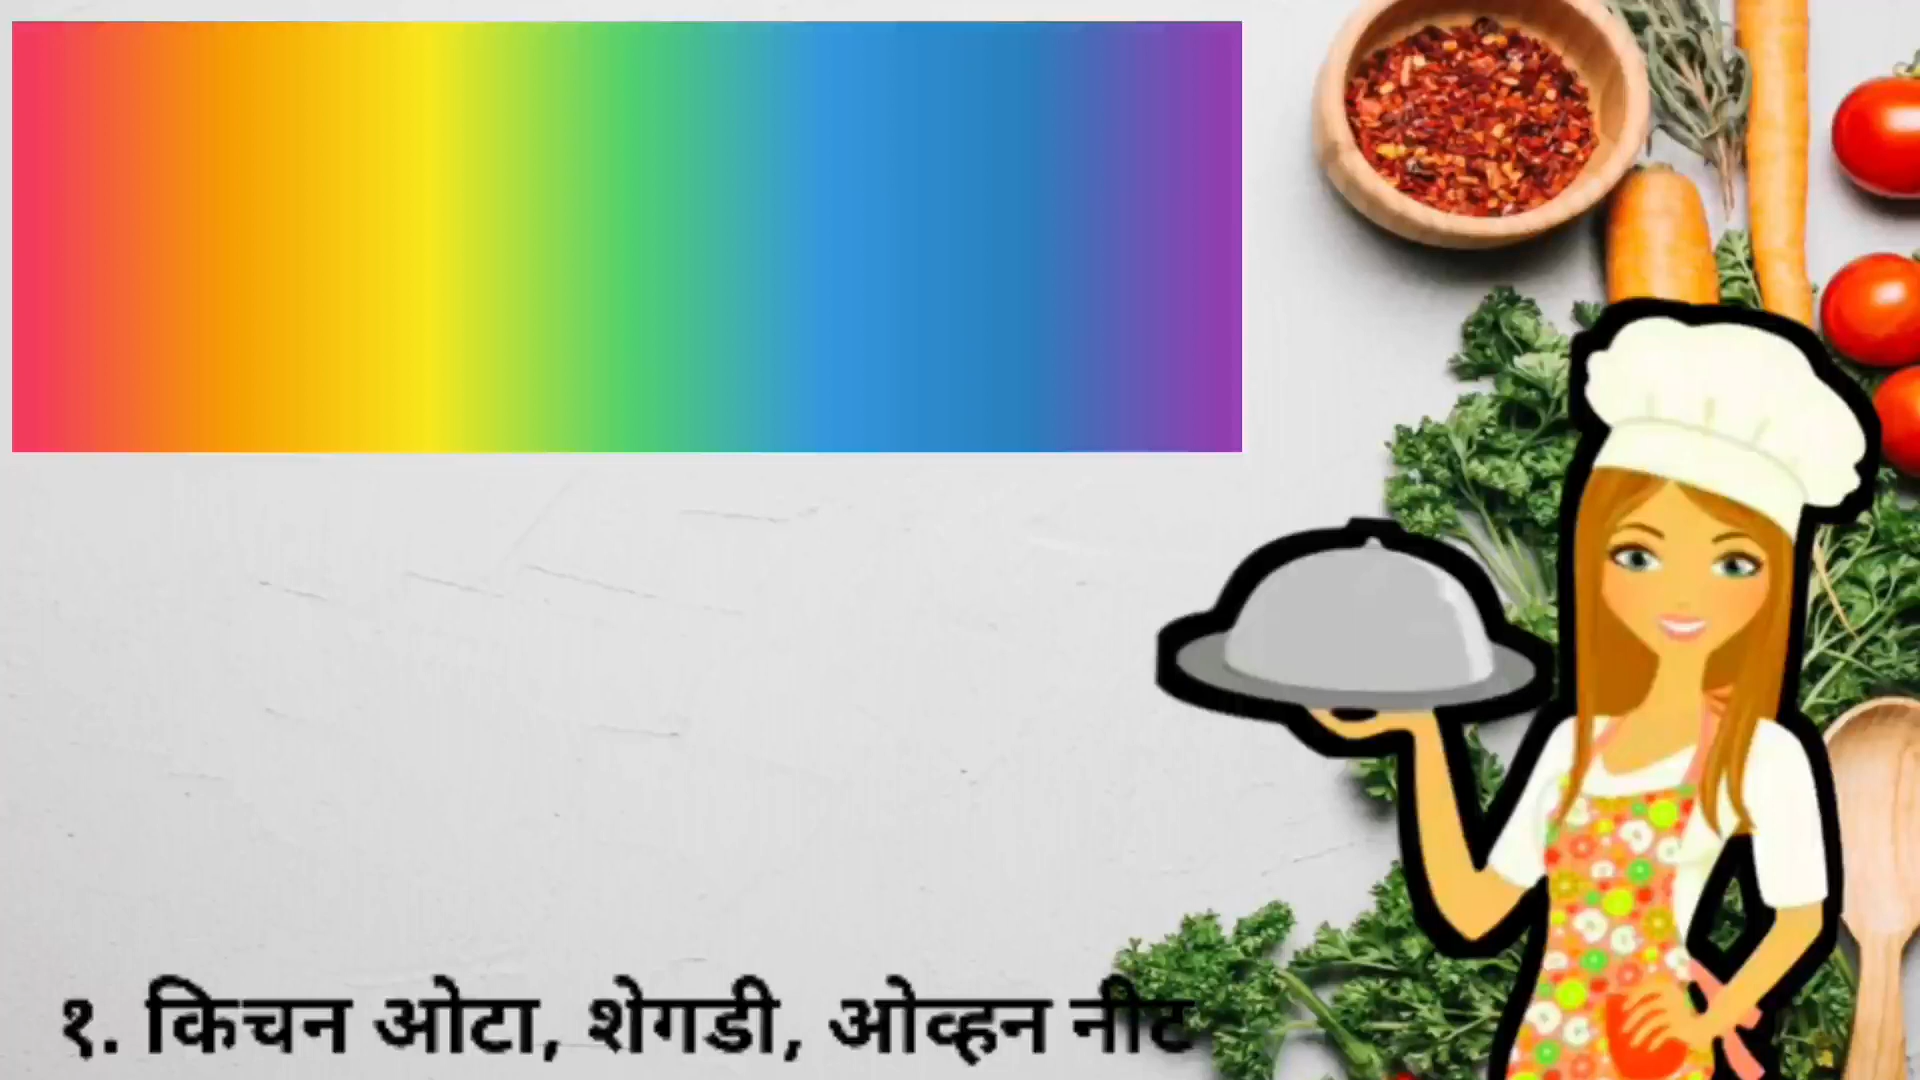 १. किचन ओटा, शेगडी, ओव्हन नीट